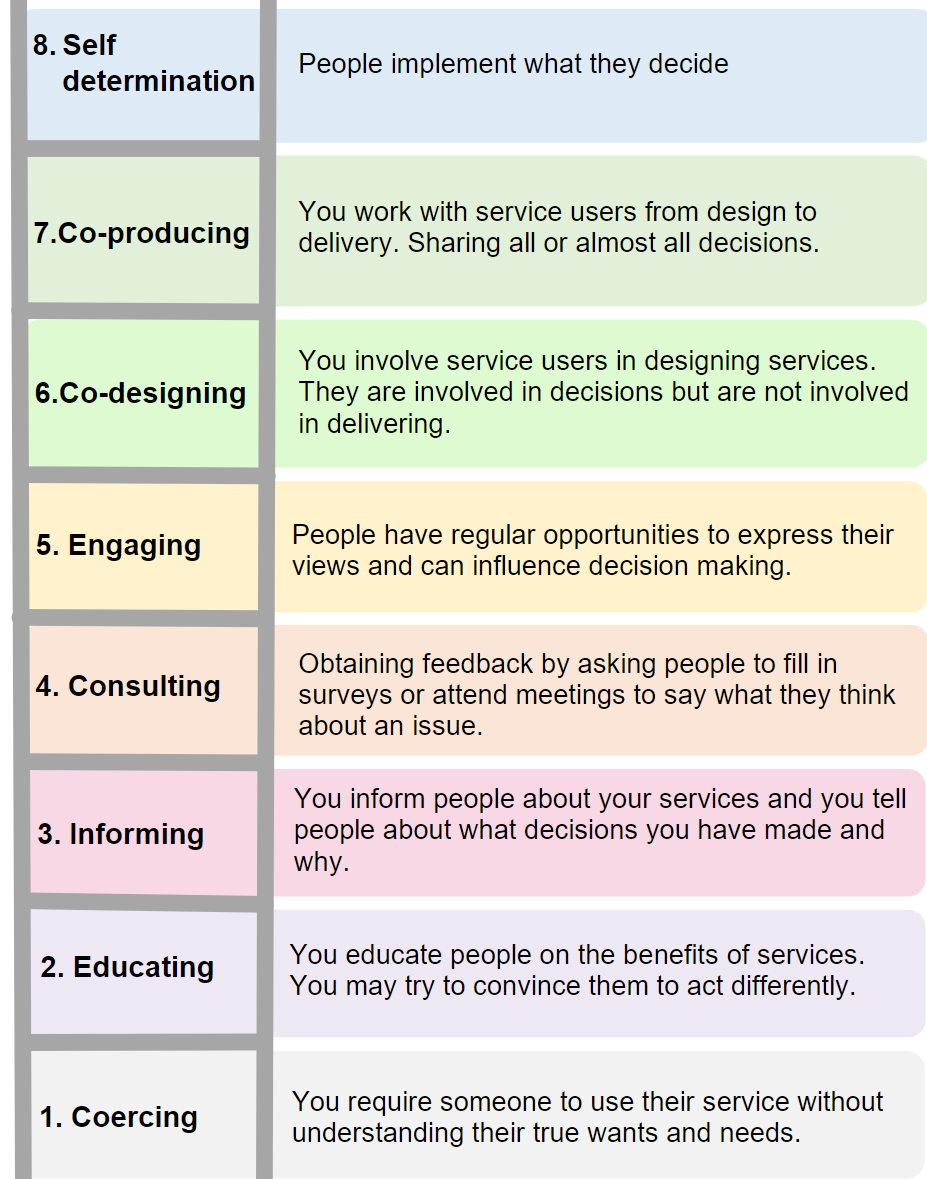 8. Self
determination
People implement what they decide
7.Co-producing
You work with service users from design to
delivery. Sharing all or almost all decisions.
6.Co-designing
You involve service users in designing services.
They are involved in decisions but are not involved
in delivering.
5. Engaging
People have regular opportunities to express their
views and can influence decision making.
4. Consulting
Obtaining feedback by asking people to fill in
surveys or attend meetings to say what they think
about an issue.
3. Informing
You inform people about your services and you tell
people about what decisions you have made and
why.
2. Educating
You educate people on the benefits of services.
You may try to convince them to act differently.
1. Coercing
You require someone to use their service without
understanding their true wants and needs.